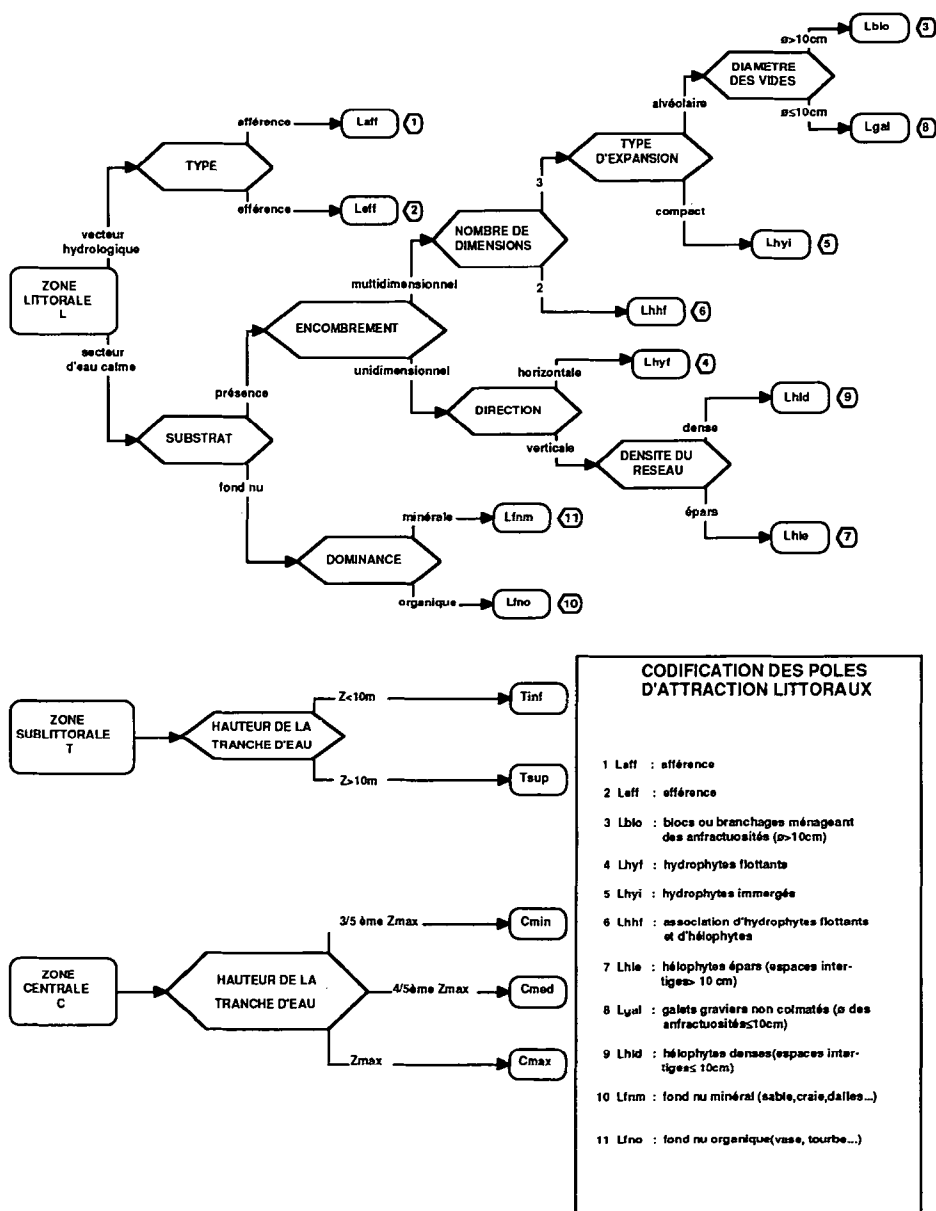 Lblo
3
ø>10cm
DIAMETRE
DES VIDES
alvéolaire
ø≤10cm
Lgal
8
afférence
Laff
1
TYPE
TYPE
D'EXPANSION
3
efférence
Leff
2
compact
vecteur
hydrologique
NOMBRE DE
DIMENSIONS
Lhyi
5
ZONE
LITTORALE
L
multidimensionnel
2
Lhhf
6
ENCOMBREMENT
secteur
d'eau calme
unidimensionnel
horizontale
Lhyf
4
présence
Lhld
9
DIRECTION
SUBSTRAT
dense
verticale
DENSITE DU
RESEAU
fond nu
épars
minérale
Lfnm
11
Lhle
7
DOMINANCE
organique
Lfno
10
CODIFICATION DES POLES
D'ATTRACTION LITTORAUX
Z<10m
Tinf
ZONE
SUBLITTORALE
T
HAUTEUR DE LA
TRANCHE D'EAU
Z>10m
Tsup
1 Laff : afférence
2 Leff : efférence
3 Lblo : blocs ou branchages ménageant
des anfractuosités (ø>10cm)
4 Lhyf : hydrophytes flottants
5 Lhyi : hydrophytes immergés
6 Lhhf : association d'hydrophytes flottants
et d'hélophytes
7 Lhle : hélophytes épars (espaces inter-
tiges> 10 cm)
8 Lgal : galets graviers non colmatés (ø des
anfractuosités≤10cm)
9 Lhld : hélophytes denses(espaces inter-
tiges≤ 10cm)
10 Lfnm : fond nu minéral (sable,craie,dalles...)
11 Lfno : fond nu organique(vase, tourbe...)
3/5 ème Zmax
Cmin
ZONE
CENTRALE
C
HAUTEUR DE LA
TRANCHE D'EAU
4/5ème Zmax
Cmed
Zmax
Cmax